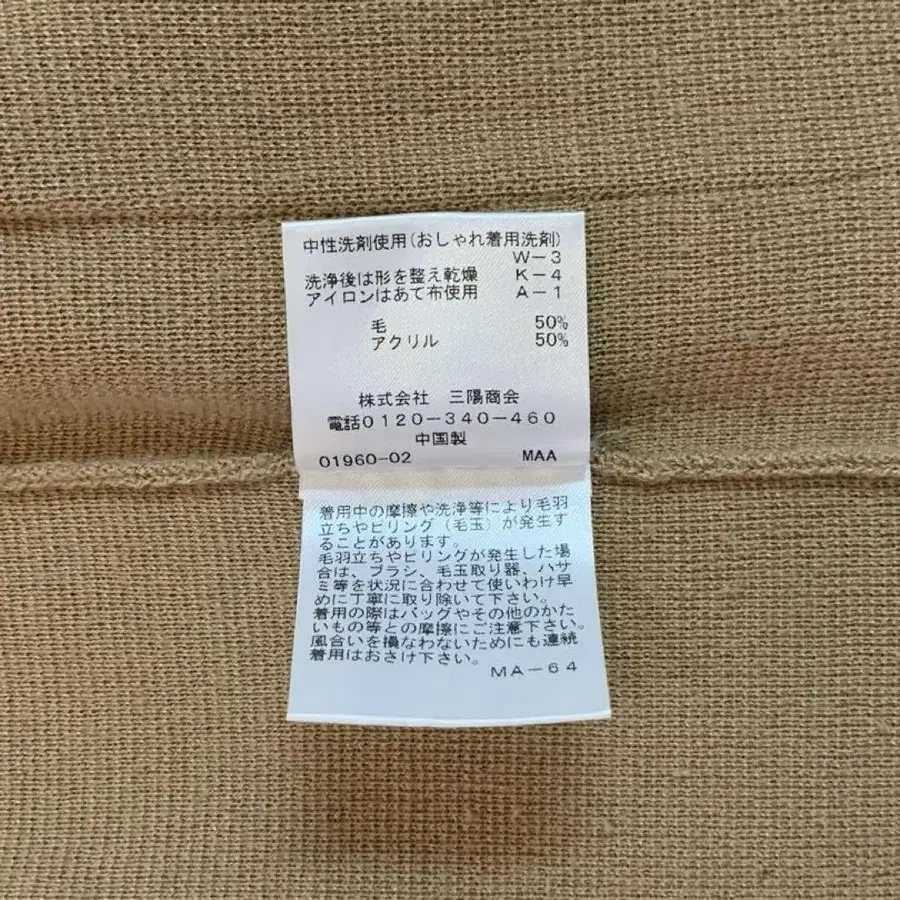 中性洗剤使用(おしゃれ着用洗剤)
W-3
洗浄後は形を整え乾燥 K-4
アイロンはあて布使用 A-1
毛 50%
アクリル 50%
株式会社 三陽商会
電話0120-340-460
中国製
01960-02 MAA
着用中の摩擦や洗浄等により毛羽
立ちやピリング(毛玉)が発生す
ることがあります。
毛羽立ちやピリングが発生した場
合は、ブラシ、毛玉取り器、ハサ
ミ等を状況に合わせて使いわけ早
めに丁寧に取り除いて下さい。
着用の際はバッグやその他のかた
いもの等との摩擦にご注意下さい。
風合いを損なわないためにも連続
着用はおさけ下さい。
MA-64